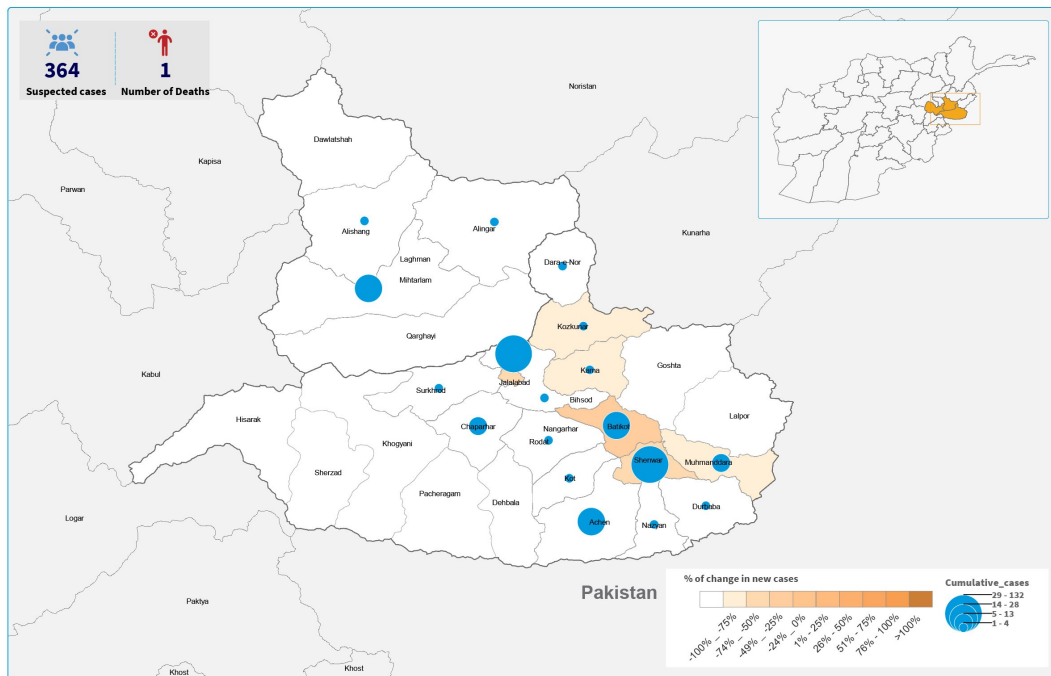 364
Suspected cases
1
Number of Deaths
Noristan
Dawlatshah
Kapisa
Parwan
Alishang
Alingar
Kunarha
Laghman
Dara-e-Nor
Mihtarlam
Kozkunar
Qarghayi
Goshta
Kama
Kabul
Jalalabad
Surkhrod
Bihsod
Lalpor
Hisarak
Chaparhar
Nangarhar
Batikot
Khogyani
Rodat
Shenwar
Muhmanddara
Sherzad
Kot
Pacheragam
Dehbala
Durbaba
Logar
Achen
Nazyan
Pakistan
Paktya
Khost
Khost
% of change in new cases
-100% _ -75%
-74% _ -50%
-49% _ -25%
-24% _ 0%
1% - 25%
26% - 50%
51% - 75%
76% - 100%
>100%
Cumulative_cases
29 - 132
14 - 28
5 - 13
1 - 4